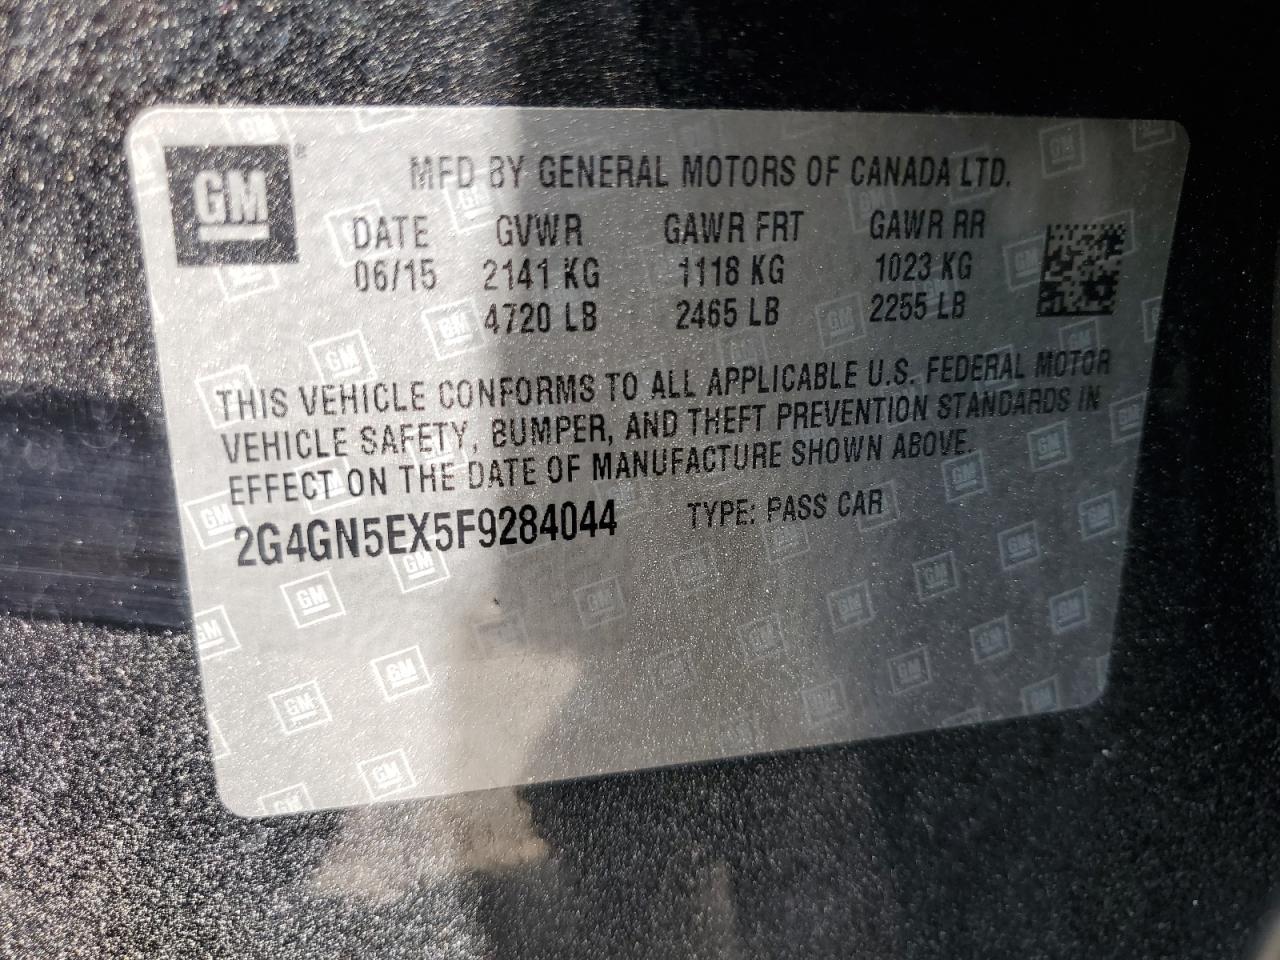 GM®
MFD BY GENERAL MOTORS OF CANADA LTD.
DATE GVWR GAWR FRT GAWR RR
06/15 2141 KG 1118 KG 1023 KG
4720 LB 2465 LB 2255 LB
THIS VEHICLE CONFORMS TO ALL APPLICABLE U.S. FEDERAL MOTOR
VEHICLE SAFETY, BUMPER, AND THEFT PREVENTION STANDARDS IN
EFFECT ON THE DATE OF MANUFACTURE SHOWN ABOVE.
2G4GN5EX5F9284044 TYPE: PASS CAR